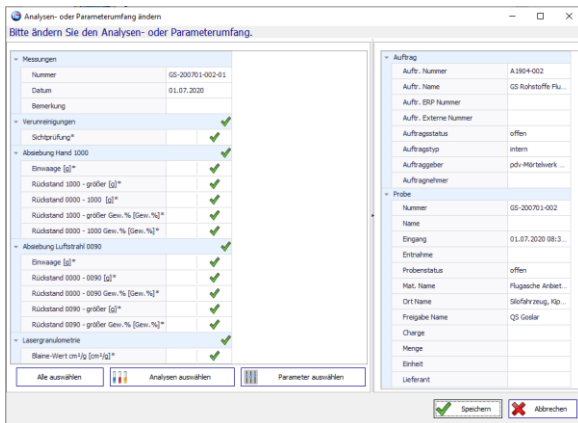 Analysen- oder Parameterumfang ändern
Bitte ändern Sie den Analysen- oder Parameterumfang.
Messungen
Nummer GS-200701-002-01
Datum 01.07.2020
Bemerkung
Verunreinigungen
Sichtprüfung*
Absiebung Hand 1000
Einwaage [g]*
Rückstand 1000 - größer [g]*
Rückstand 0000 - 1000 [g]*
Rückstand 1000 - größer Gew.% [Gew.%]*
Rückstand 0000 - 1000 Gew.% [Gew.%]*
Absiebung Luftstrahl 0090
Einwaage [g]*
Rückstand 0000 - 0090 [g]*
Rückstand 0000 - 0090 Gew.% [Gew.%]*
Rückstand 0090 - größer [g]*
Rückstand 0090 - größer Gew.% [Gew.%]*
Lasergranulometrie
Blaine-Wert cm²/g [cm²/g]*
Alle auswählen
Analysen auswählen
Parameter auswählen
Auftrag
Auftr. Nummer A1904-002
Auftr. Name GS Rohstoffe Flu...
Auftr. ERP Nummer
Auftr. Externe Nummer
Auftragsstatus offen
Auftragstyp intern
Auftraggeber pdv-Mörtelwerk ...
Auftragnehmer
Probe
Nummer GS-200701-002
Name
Eingang 01.07.2020 08:3...
Entnahme
Probenstatus offen
Mat. Name Flugasche Anbiet...
Ort Name Silofahrzeug, Kip...
Freigabe Name QS Goslar
Charge
Menge
Einheit
Lieferant
Speichern
Abbrechen